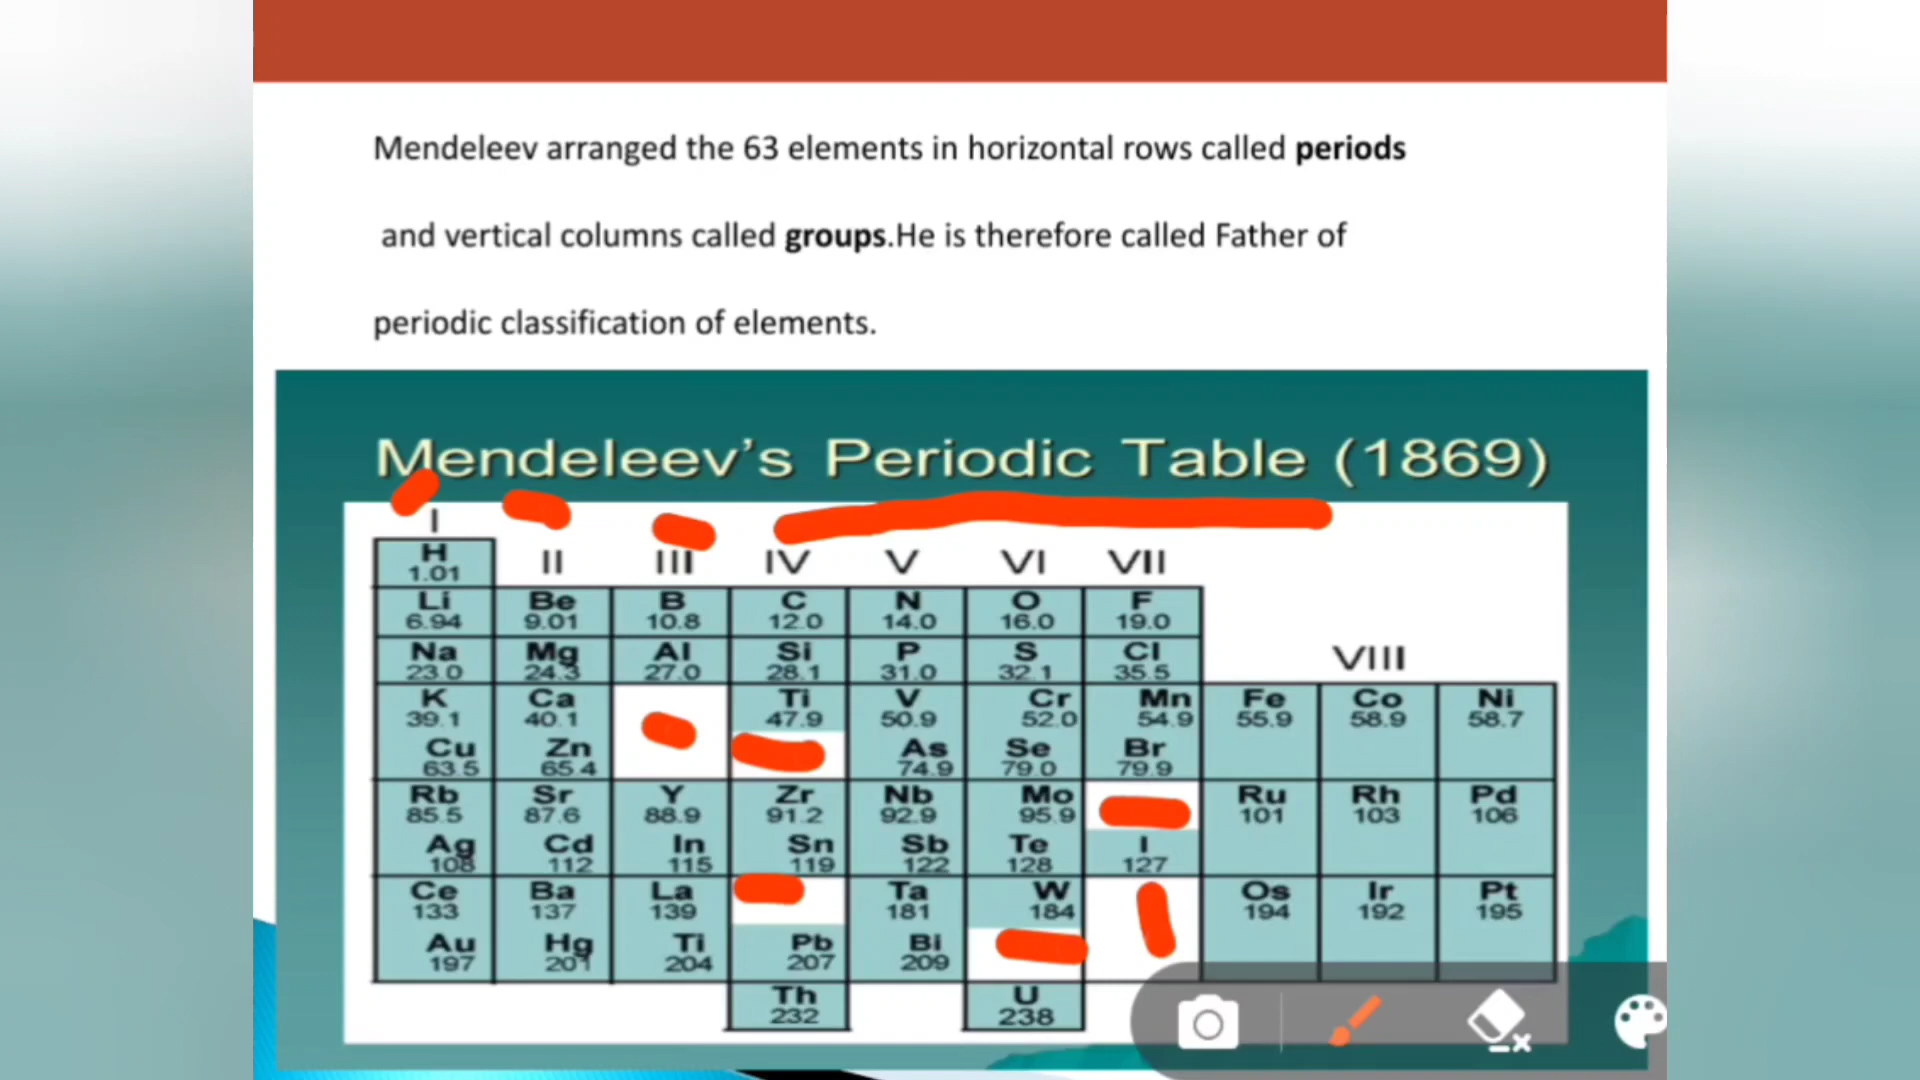 Mendeleev arranged the 63 elements in horizontal rows called periods
and vertical columns called groups.He is therefore called Father of
periodic classification of elements.
Mendeleev's Periodic Table (1869)
I
II III IV V VI VII
VIII
H
1.01
Li Be B C N O F
6.94 9.01 10.8 12.0 14.0 16.0 19.0
Na Mg Al Si P S Cl
23.0 24.3 27.0 28.1 31.0 32.1 35.5
K Ca Ti V Cr Mn Fe Co Ni
39.1 40.1 47.9 50.9 52.0 54.9 55.9 58.9 58.7
Cu Zn As Se Br
63.5 65.4 74.9 79.0 79.9
Rb Sr Y Zr Nb Mo Ru Rh Pd
85.5 87.6 88.9 91.2 92.9 95.9 101 103 106
Ag Cd In Sn Sb Te I
108 112 115 119 122 128 127
Ce Ba La Ta W Os Ir Pt
133 137 139 181 184 194 192 195
Au Hg Ti Pb Bi
197 201 204 207 209
Th U
232 238